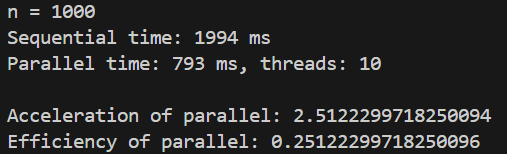 n = 1000
Sequential time: 1994 ms
Parallel time: 793 ms, threads: 10
Acceleration of parallel: 2.5122299718250094
Efficiency of parallel: 0.25122299718250096